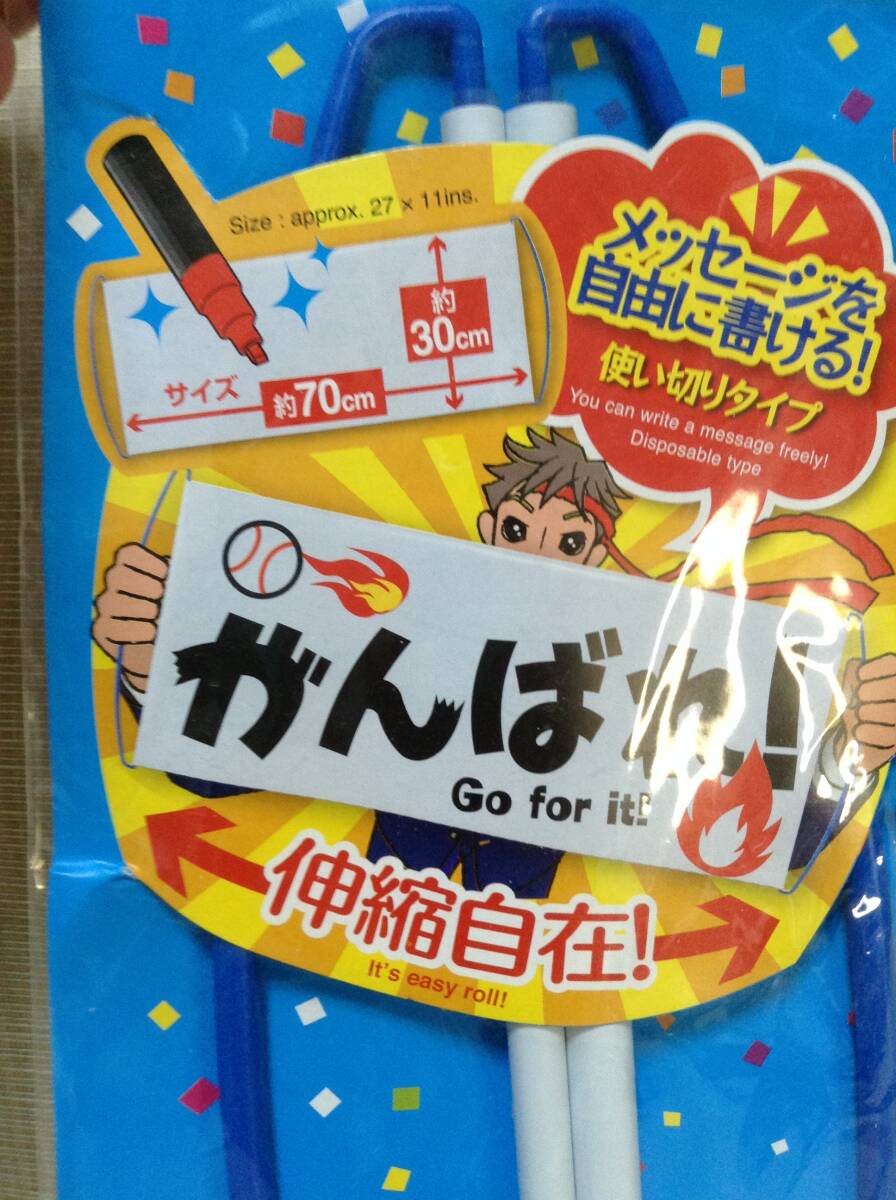 Size : approx. 27 × 11ins.
約
30cm
サイズ
約70cm
メッセージを
自由に書ける!
使い切りタイプ
You can write a message freely!
Disposable type
がんばれ!
Go for it!
伸縮自在!
It's easy roll!